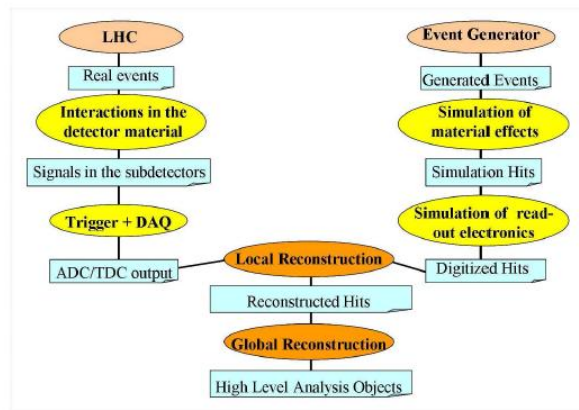 LHC
Real events
Interactions in the
detector material
Signals in the subdetectors
Trigger + DAQ
ADC/TDC output
Event Generator
Generated Events
Simulation of
material effects
Simulation Hits
Simulation of read-
out electronics
Digitized Hits
Local Reconstruction
Reconstructed Hits
Global Reconstruction
High Level Analysis Objects